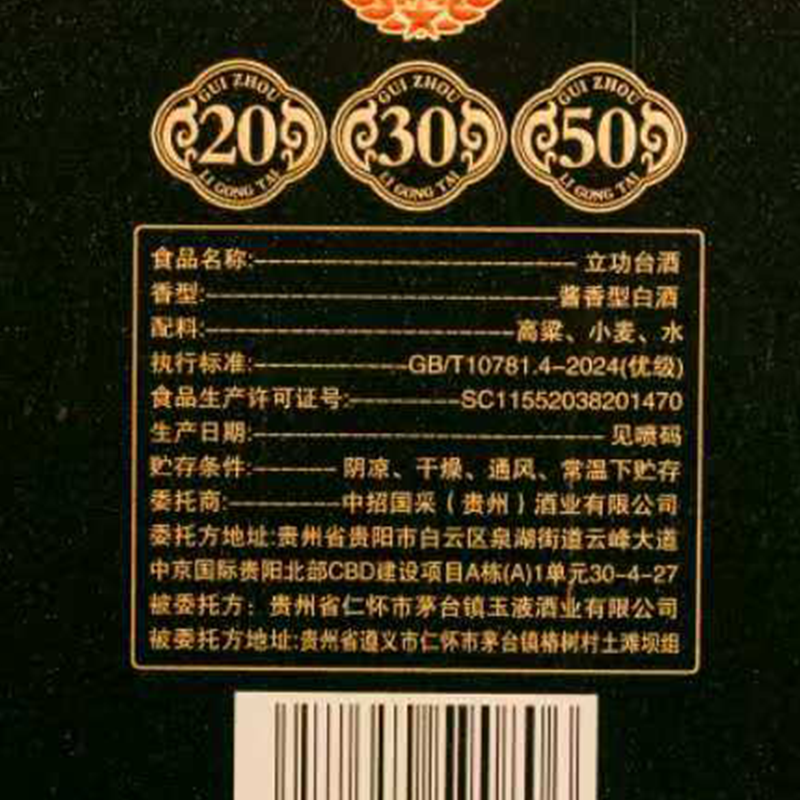 GUI ZHOU
20
LI GONG TAI
GUI ZHOU
30
LI GONG TAI
GUI ZHOU
50
LI GONG TAI
食品名称:立功台酒
香型:酱香型白酒
配料:高粱、小麦、水
执行标准:GB/T10781.4-2024(优级)
食品生产许可证号:SC11552038201470
生产日期:见喷码
贮存条件:阴凉、干燥、通风、常温下贮存
委托商:中招国采(贵州)酒业有限公司
委托方地址:贵州省贵阳市白云区泉湖街道云峰大道
中京国际贵阳北部CBD建设项目A栋(A)1单元30-4-27
被委托方:贵州省仁怀市茅台镇玉液酒业有限公司
被委托方地址:贵州省遵义市仁怀市茅台镇椿树村土滩坝组